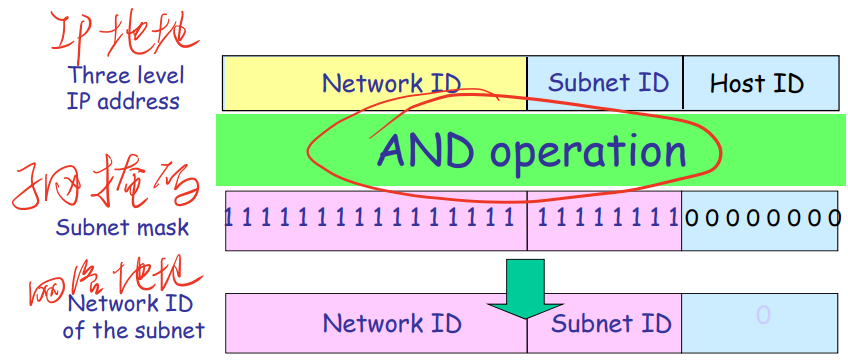 IP地址
Three level
IP address
Network ID
Subnet ID
Host ID
AND operation
子网掩码
Subnet mask
1 1 1 1 1 1 1 1 1 1 1 1 1 1 1 1
1 1 1 1 1 1 1 1
0 0 0 0 0 0 0 0
网络地址
Network ID
of the subnet
Network ID
Subnet ID
0